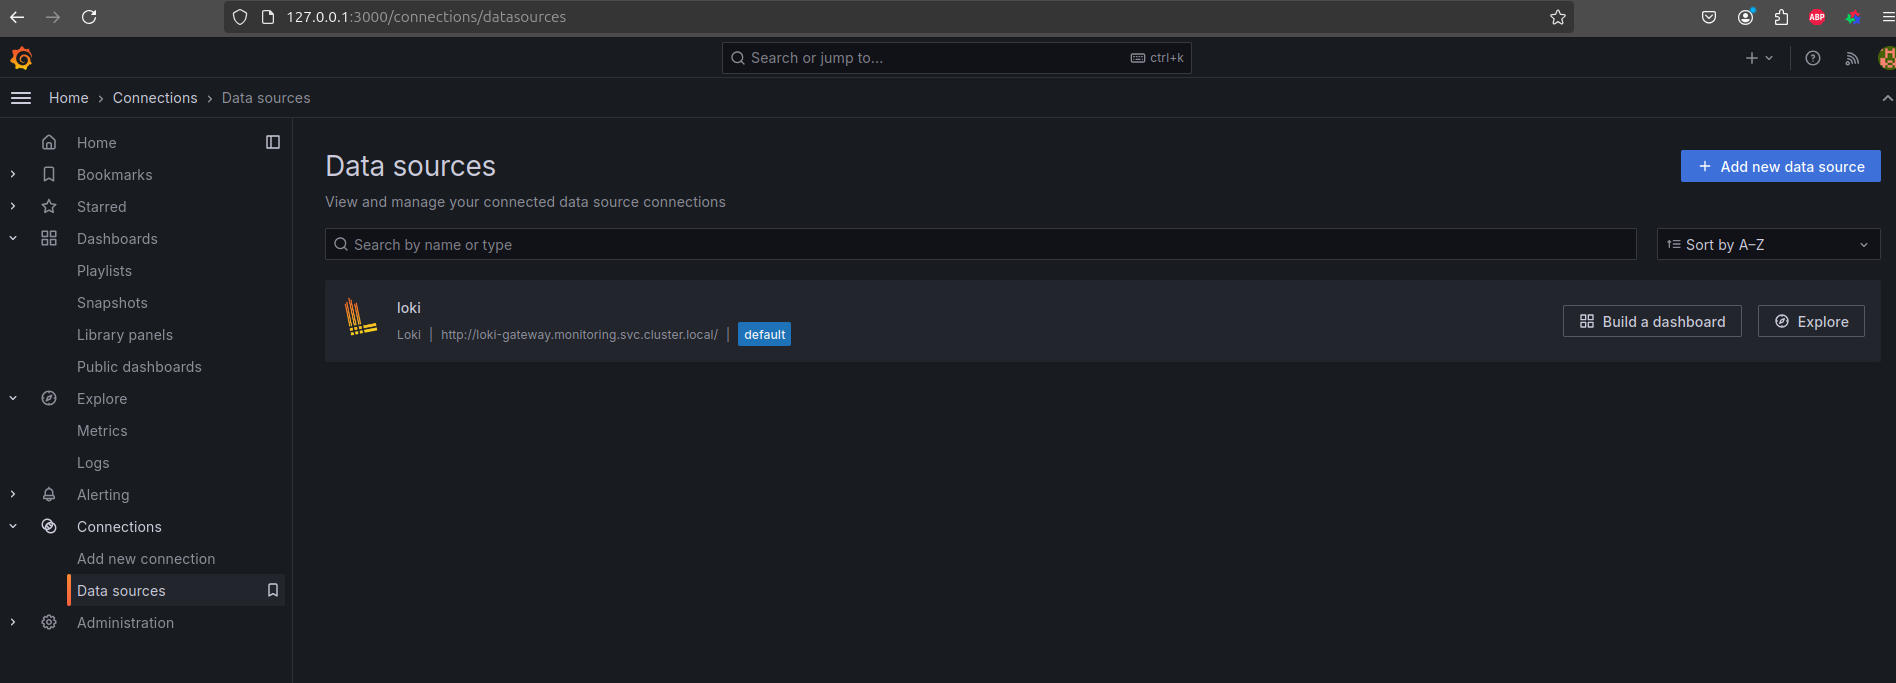 127.0.0.1:3000/connections/datasources
ABP
Search or jump to... ctrl+k
Home › Connections › Data sources
Home
Bookmarks
Starred
Dashboards
Playlists
Snapshots
Library panels
Public dashboards
Explore
Metrics
Logs
Alerting
Connections
Add new connection
Data sources
Administration
Data sources
Add new data source
View and manage your connected data source connections
Search by name or type
Sort by A–Z
loki
Loki | http://loki-gateway.monitoring.svc.cluster.local/ | default
Build a dashboard
Explore